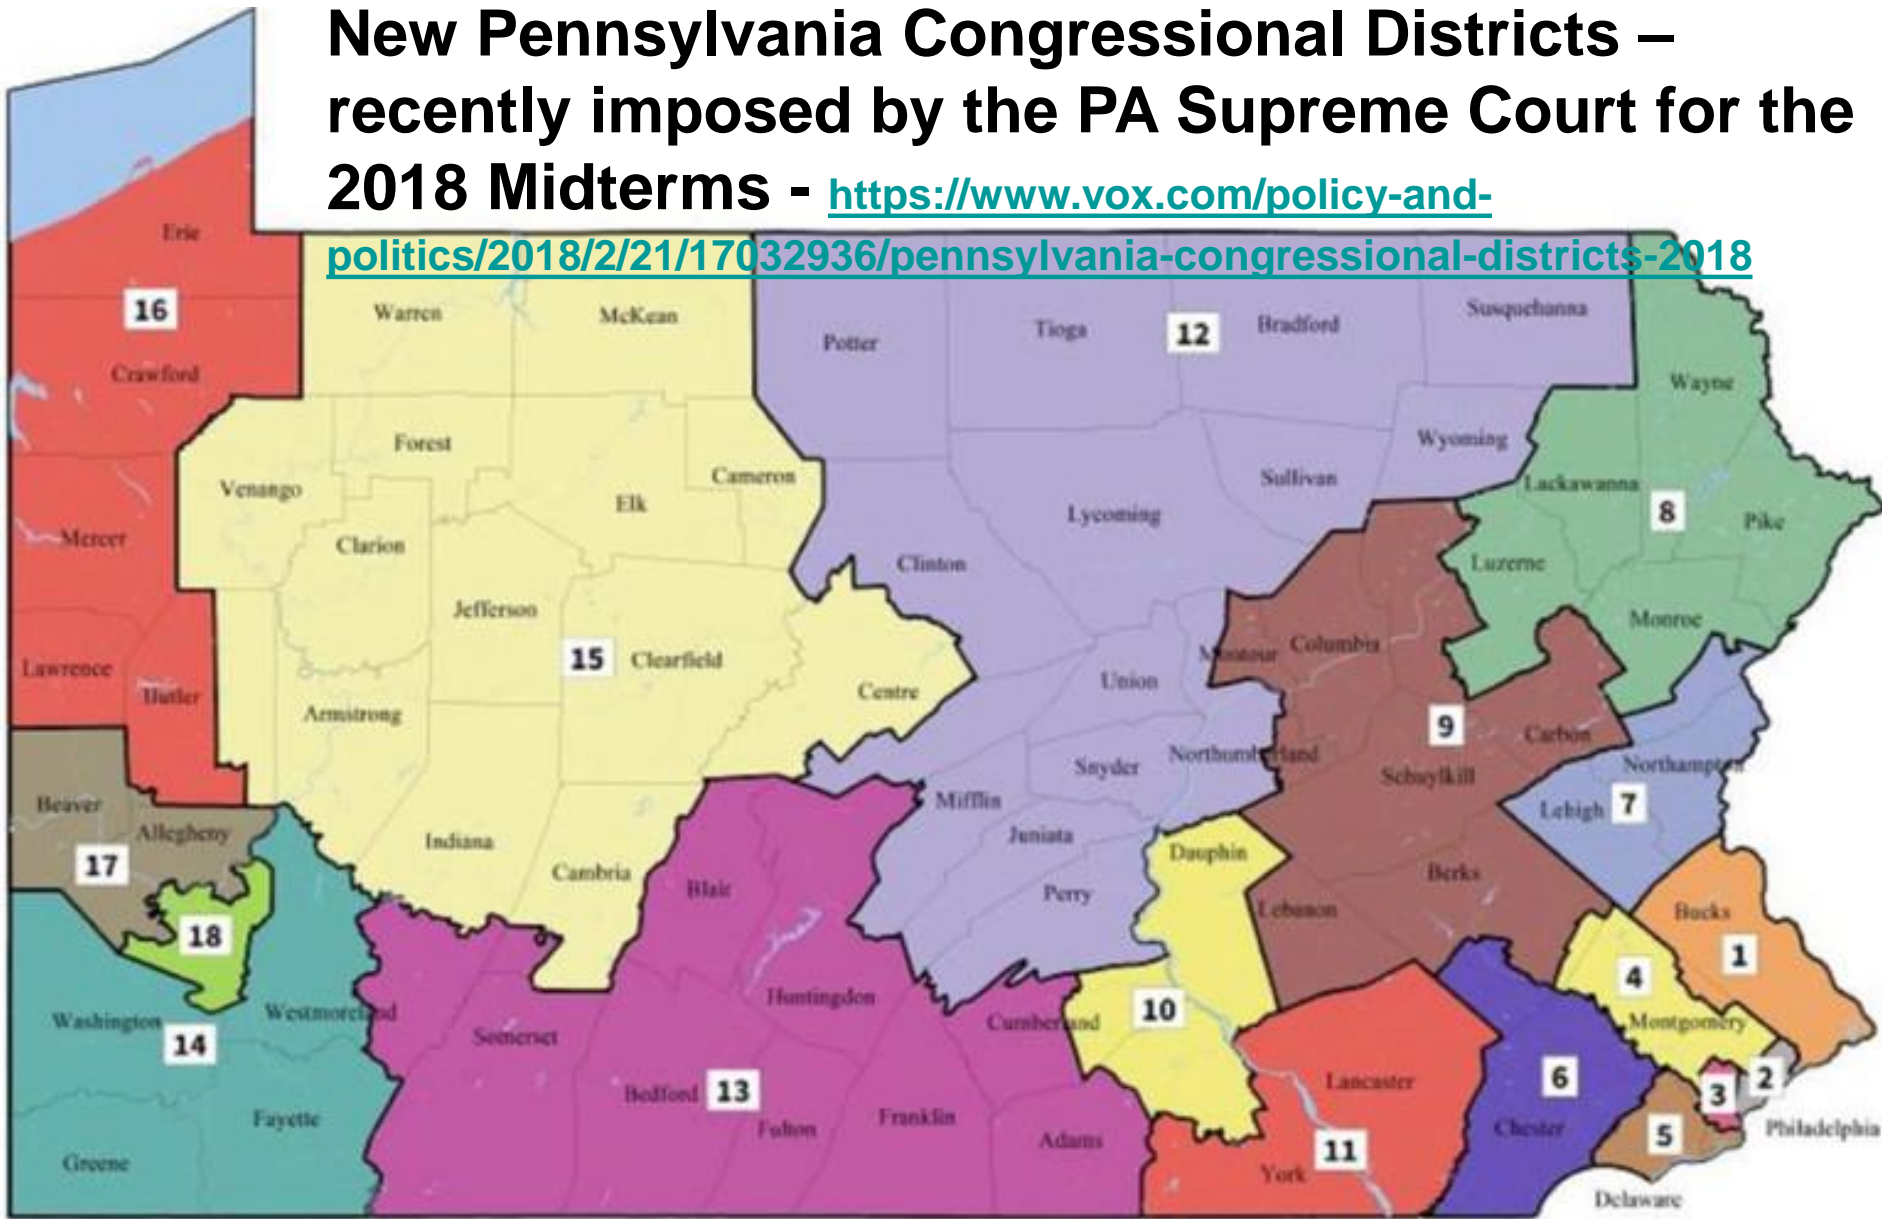 New Pennsylvania Congressional Districts –
recently imposed by the PA Supreme Court for the
2018 Midterms - https://www.vox.com/policy-and-
politics/2018/2/21/17032936/pennsylvania-congressional-districts-2018
Erie
16
Crawford
Warren
McKean
Potter
Tioga
12
Bradford
Susquehanna
Wayne
Forest
Venango
Elk
Cameron
Clarion
Wyoming
Sullivan
Lycoming
Lackawanna
8
Pike
Mercer
Clinton
Luzerne
Jefferson
Monroe
Lawrence
Butler
15
Clearfield
Centre
Armstrong
Union
Montour
Columbia
9
Carbon
Snyder
Northumberland
Schuylkill
Northampton
Lehigh
7
Beaver
Allegheny
17
Indiana
Cambria
Mifflin
Juniata
Dauphin
Berks
Blair
Perry
Lebanon
Bucks
1
18
4
Huntingdon
10
Cumberland
Montgomery
Washington
Westmoreland
14
Somerset
Bedford
13
Lancaster
6
3
2
Fayette
Fulton
Franklin
Adams
Chester
5
Philadelphia
Greene
York
11
Delaware